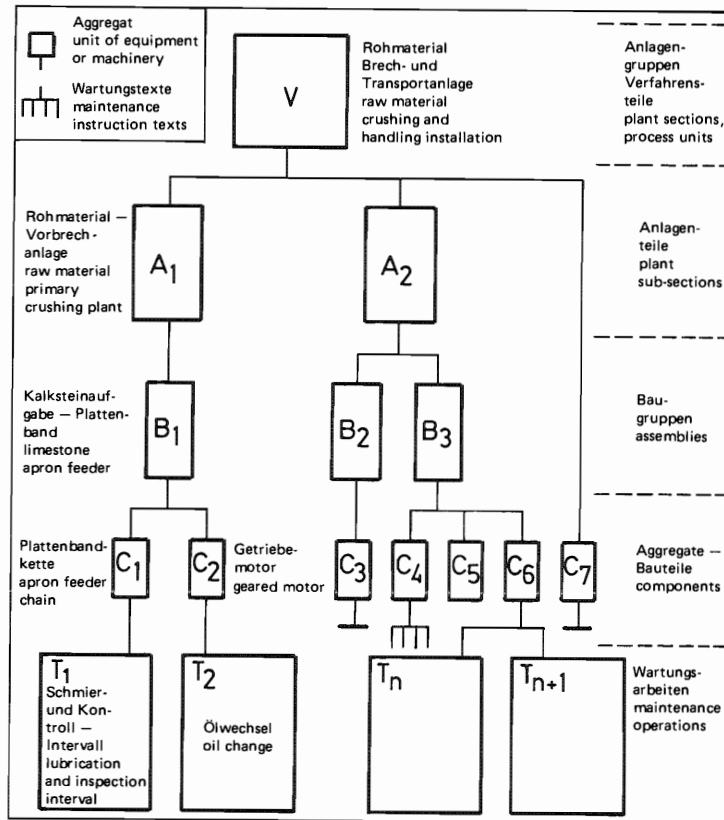 Aggregat
unit of equipment
or machinery
Wartungstexte
maintenance
instruction texts
V
Rohmaterial
Brech- und
Transportanlage
raw material
crushing and
handling installation
Anlagen-
gruppen
Verfahrens-
teile
plant sections,
process units
Rohmaterial –
Vorbrech-
anlage
raw material
primary
crushing plant
A1
A2
Anlagen-
teile
plant
sub-sections
Kalksteinauf-
gabe – Platten-
band
limestone
apron feeder
B1
B2
B3
Bau-
gruppen
assemblies
Plattenband-
kette
apron feeder
chain
C1
C2
Getriebe-
motor
geared motor
C3
C4
C5
C6
C7
Aggregate –
Bauteile
components
T1
Schmier-
und Kon-
troll –
Intervall
lubrication
and inspection
interval
T2
Ölwechsel
oil change
Tn
Tn+1
Wartungs-
arbeiten
maintenance
operations